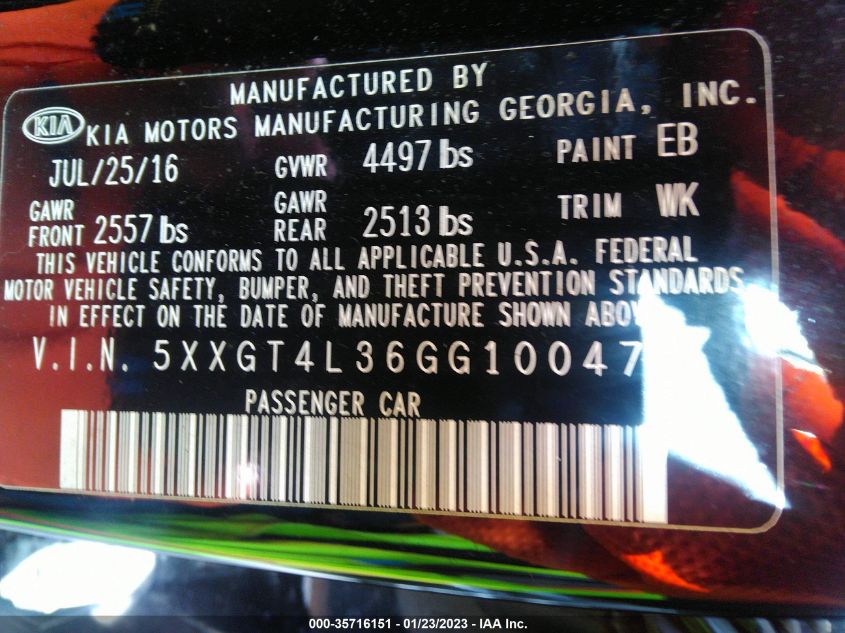 MANUFACTURED BY
KIA KIA MOTORS MANUFACTURING GEORGIA, INC.
JUL/25/16 GVWR 4497 lbs PAINT EB
GAWR FRONT 2557 lbs GAWR REAR 2513 lbs TRIM WK
THIS VEHICLE CONFORMS TO ALL APPLICABLE U.S.A. FEDERAL
MOTOR VEHICLE SAFETY, BUMPER, AND THEFT PREVENTION STANDARDS
IN EFFECT ON THE DATE OF MANUFACTURE SHOWN
V.I.N. 5XXGT4L36GG10047
PASSENGER CAR
000-35716151 - 01/23/2023 - IAA Inc.